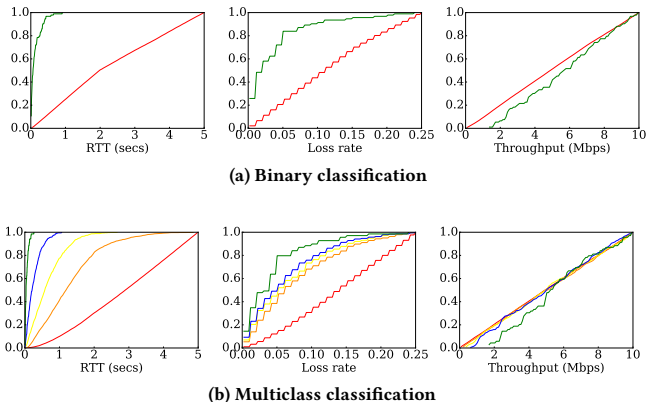 1.0 1.0 1.0
0.8 0.8 0.8
0.6 0.6 0.6
0.4 0.4 0.4
0.2 0.2 0.2
0.0 0.0 0.0
0 1 2 3 4 5 0.00 0.05 0.10 0.15 0.20 0.25 0 2 4 6 8 10
RTT (secs) Loss rate Throughput (Mbps)
(a) Binary classification
1.0 1.0 1.0
0.8 0.8 0.8
0.6 0.6 0.6
0.4 0.4 0.4
0.2 0.2 0.2
0.0 0.0 0.0
0 1 2 3 4 5 0.00 0.05 0.10 0.15 0.20 0.25 0 2 4 6 8 10
RTT (secs) Loss rate Throughput (Mbps)
(b) Multiclass classification